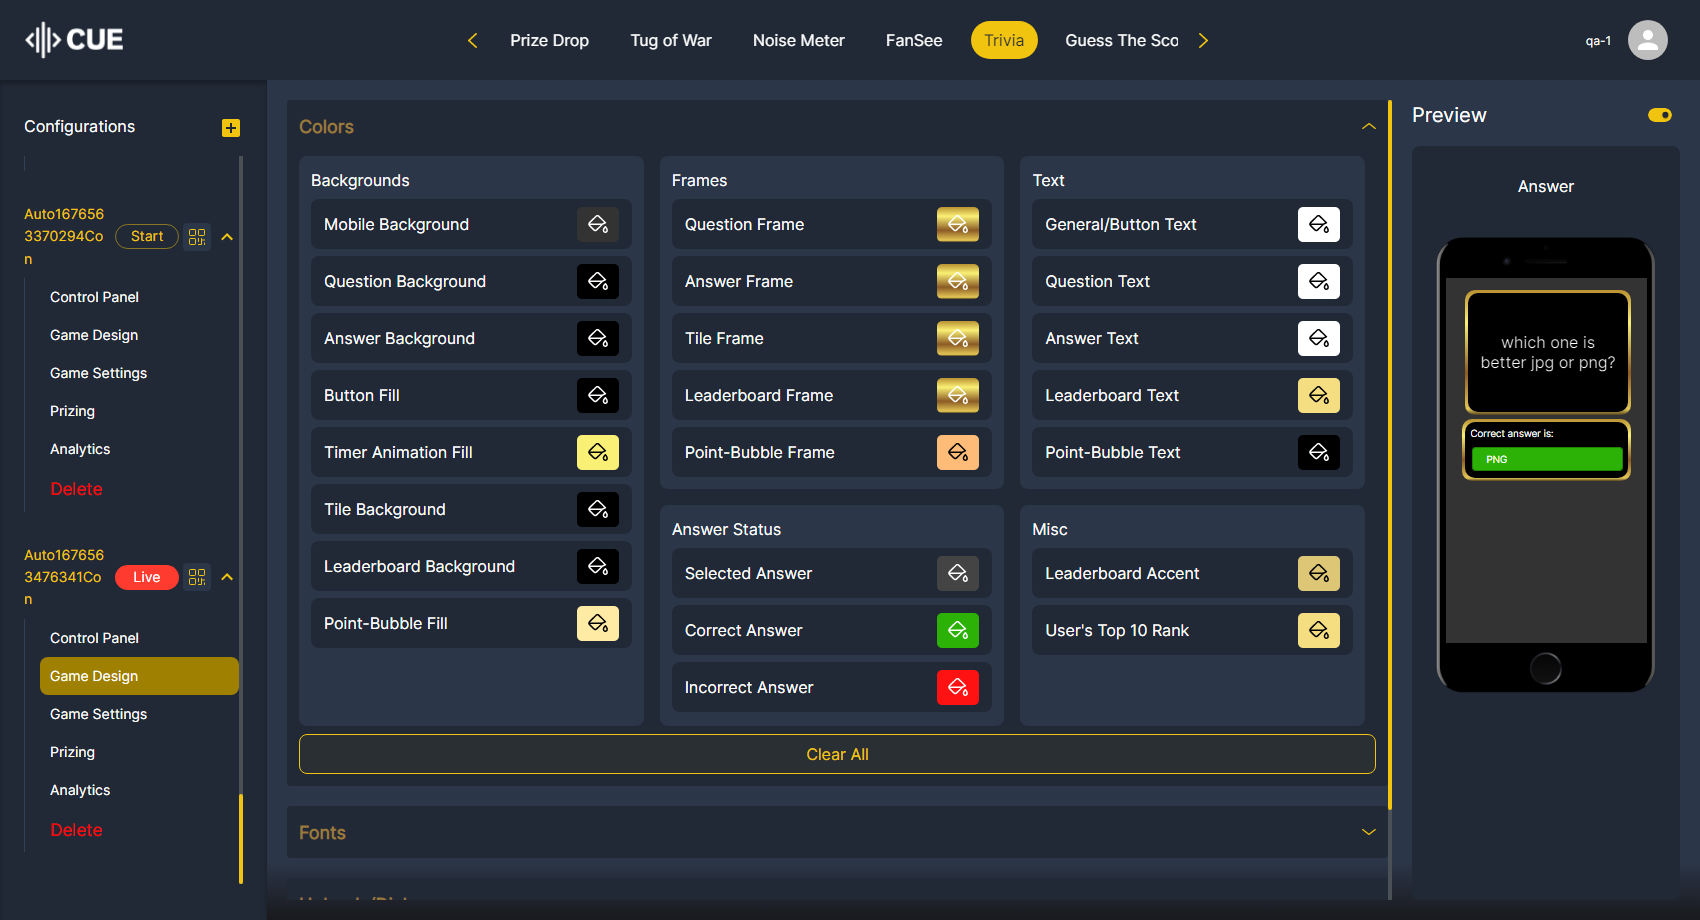 CUE
Prize Drop
Tug of War
Noise Meter
FanSee
Trivia
Guess The Sco
qa-1
Configurations
Auto167656
3370294Co
n
Start
Control Panel
Game Design
Game Settings
Prizing
Analytics
Delete
Auto167656
3476341Co
n
Live
Control Panel
Game Design
Game Settings
Prizing
Analytics
Delete
Colors
Backgrounds
Mobile Background
Question Background
Answer Background
Button Fill
Timer Animation Fill
Tile Background
Leaderboard Background
Point-Bubble Fill
Frames
Question Frame
Answer Frame
Tile Frame
Leaderboard Frame
Point-Bubble Frame
Text
General/Button Text
Question Text
Answer Text
Leaderboard Text
Point-Bubble Text
Answer Status
Selected Answer
Correct Answer
Incorrect Answer
Misc
Leaderboard Accent
User's Top 10 Rank
Clear All
Fonts
Preview
Answer
which one is
better jpg or png?
Correct answer is:
PNG